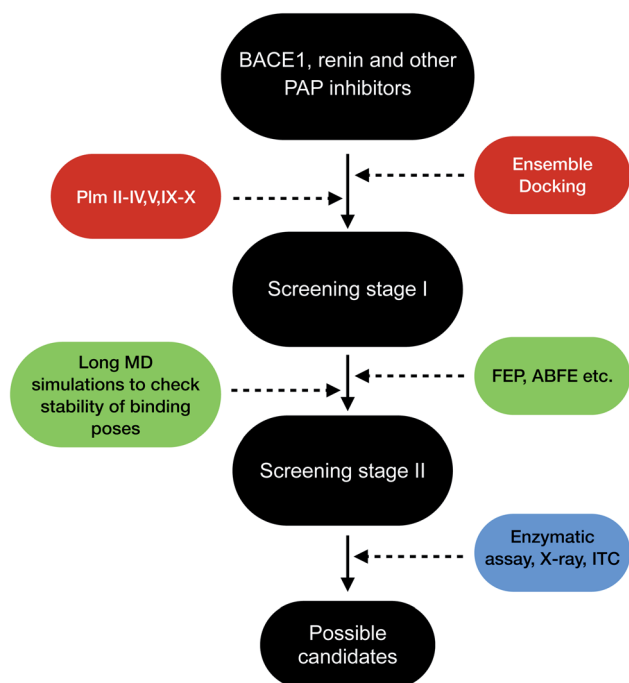 BACE1, renin and other
PAP inhibitors
Ensemble
Docking
Plm II-IV,V,IX-X
Screening stage I
Long MD
simulations to check
stability of binding
poses
FEP, ABFE etc.
Screening stage II
Enzymatic
assay, X-ray, ITC
Possible
candidates